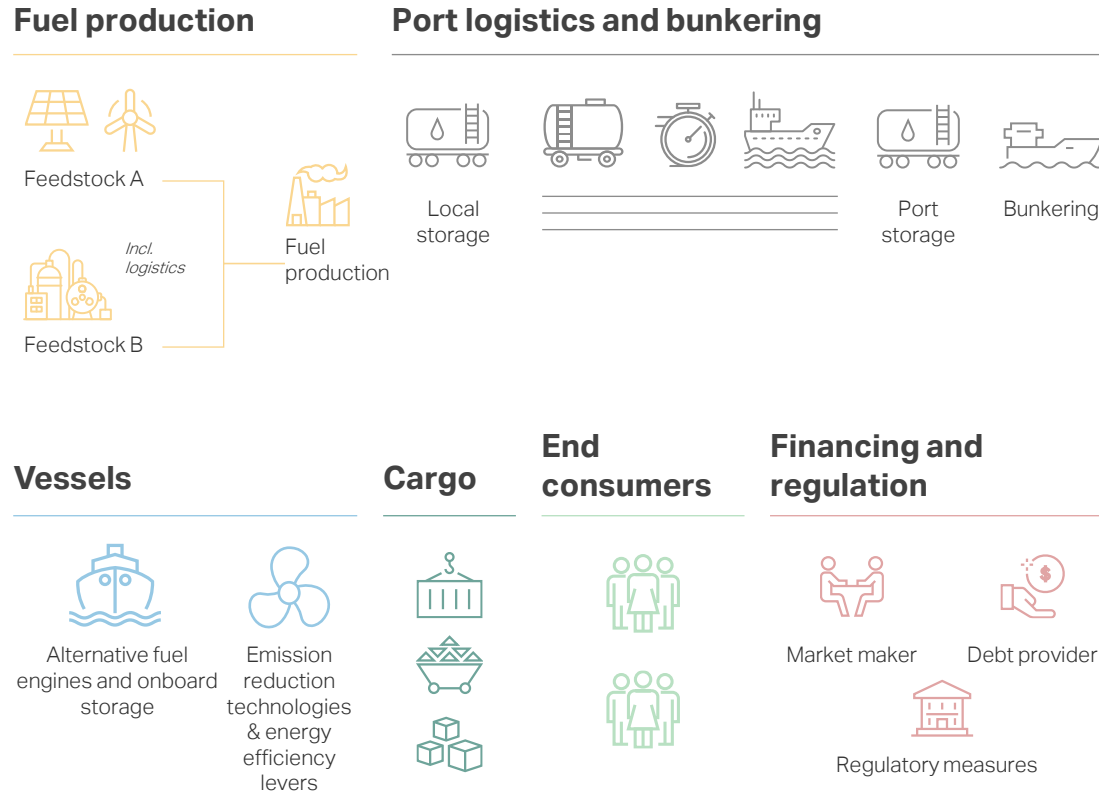 Fuel production
Port logistics and bunkering
Feedstock A
Incl.
logistics
Feedstock B
Fuel
production
Local
storage
Port
storage
Bunkering
Vessels
Cargo
End
consumers
Financing and
regulation
Alternative fuel
engines and onboard
storage
Emission
reduction
technologies
& energy
efficiency
levers
$
Market maker
Debt provider
Regulatory measures